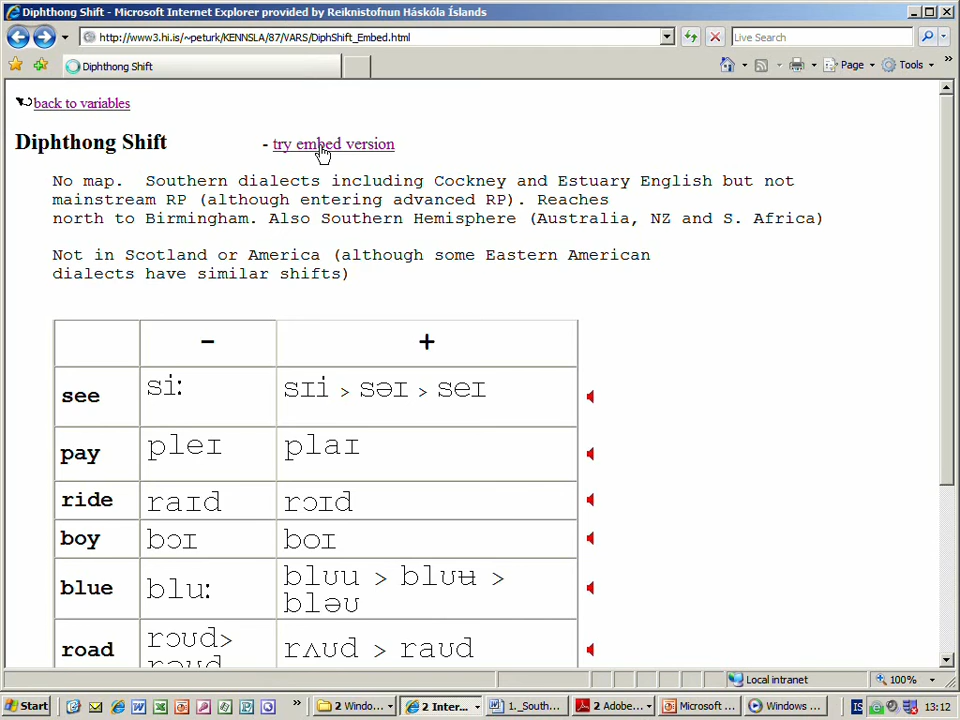 Diphthong Shift - Microsoft Internet Explorer provided by Reiknistofnun Háskóla Íslands
http://www3.hi.is/~peturk/KENNSLA/87/VARS/DiphShift_Embed.html
Live Search
Diphthong Shift
Page
Tools
back to variables
Diphthong Shift - try embed version
No map. Southern dialects including Cockney and Estuary English but not
mainstream RP (although entering advanced RP). Reaches
north to Birmingham. Also Southern Hemisphere (Australia, NZ and S. Africa)
Not in Scotland or America (although some Eastern American
dialects have similar shifts)
– +
see si: sɪi > səɪ > seɪ
pay pleɪ plaɪ
ride raɪd rɔɪd
boy bɔɪ boɪ
blue blu: blʊu > blʊʉ >
bləʊ
road rɔʊd> rʌʊd > raʊd
Local intranet
100%
Start
2 Windo...
2 Inter...
1._South...
2 Adobe...
Microsoft ...
Windows ...
IS
13:12